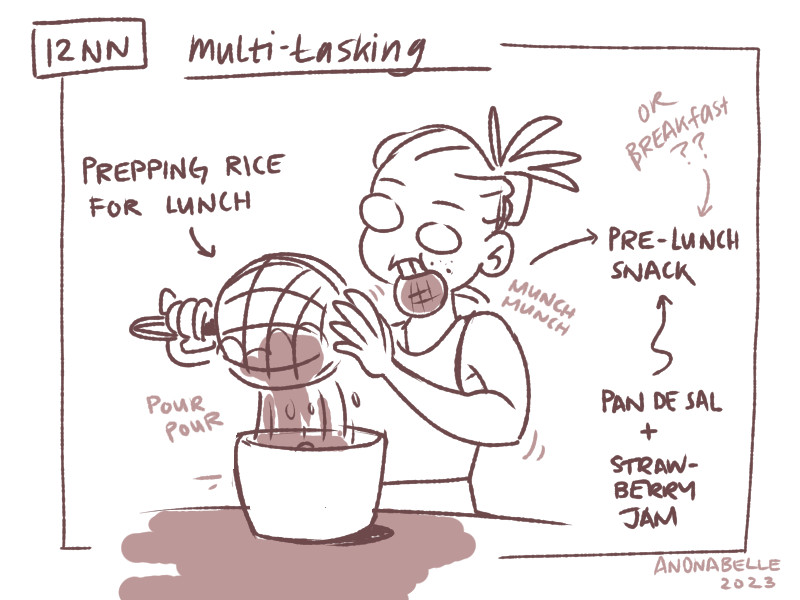 12NN
multi-tasking
OR
BREAKfast
??
PREPPING RICE
FOR LUNCH
PRE-LUNCH
SNACK
MUNCH
MUNCH
POUR
POUR
PAN DE SAL
+
STRAW-
BERRY
JAM
ANONABELLE
2023